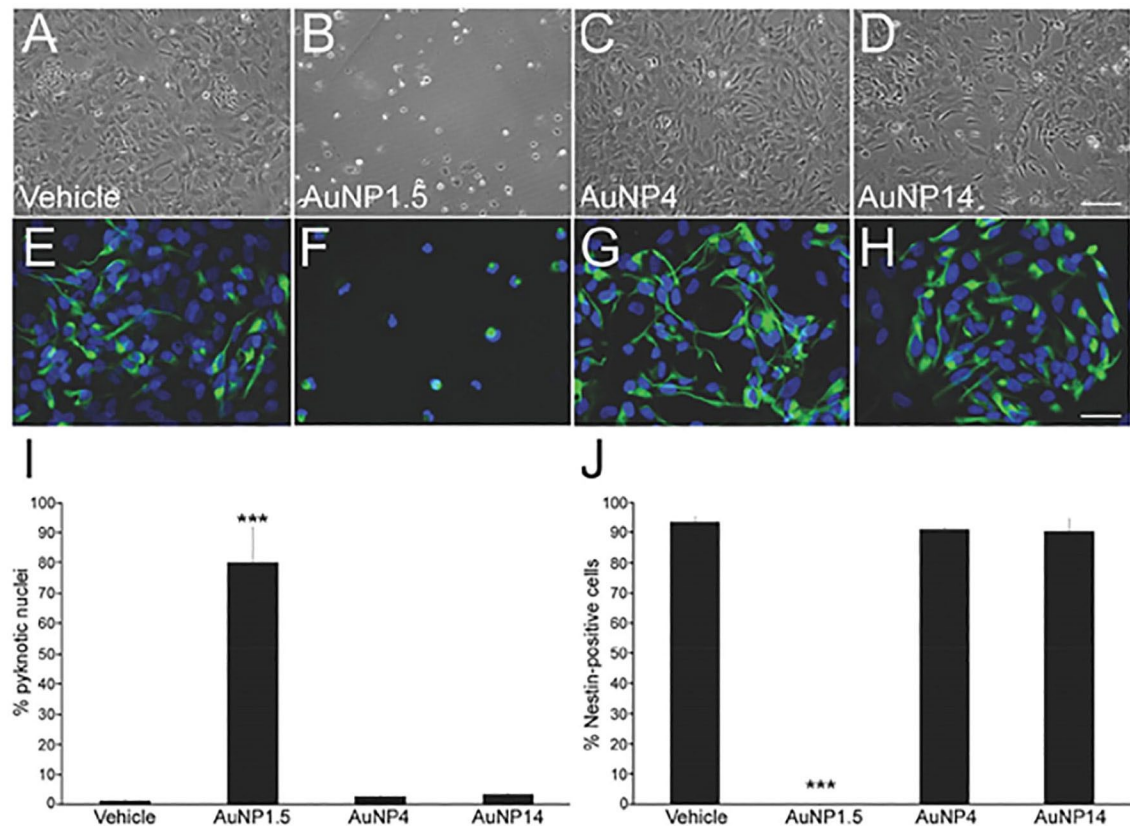 A
B
C
D
Vehicle
AuNP1.5
AuNP4
AuNP14
E
F
G
H
I
J
100
90
80
70
60
50
40
30
20
10
0
% pyknotic nuclei
***
Vehicle
AuNP1.5
AuNP4
AuNP14
100
90
80
70
60
50
40
30
20
10
0
% Nestin-positive cells
***
Vehicle
AuNP1.5
AuNP4
AuNP14